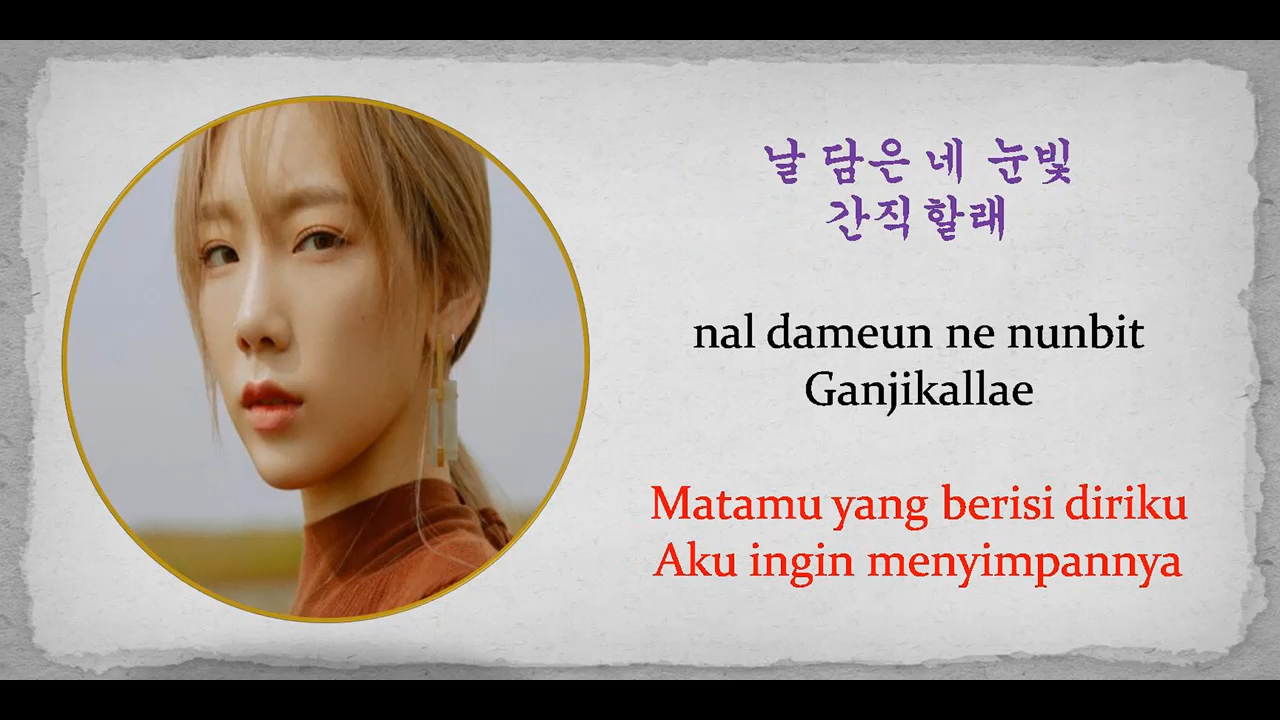 날 담은 네 눈빛
간직할래
nal dameun ne nunbit
Ganjikallae
Matamu yang berisi diriku
Aku ingin menyimpannya